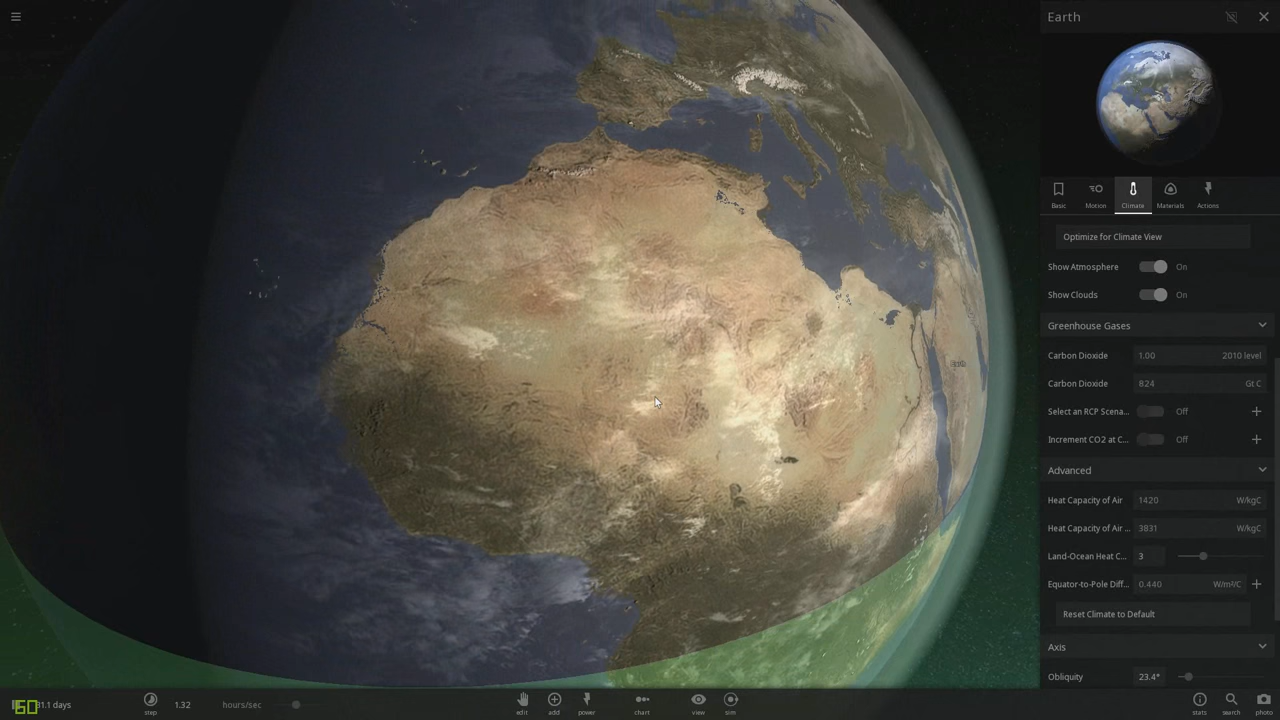 Earth
Basic
Motion
Climate
Materials
Actions
Optimize for Climate View
Show Atmosphere On
Show Clouds On
Greenhouse Gases
Carbon Dioxide 1.00 2010 level
Carbon Dioxide 824 Gt C
Select an RCP Scena... Off
Increment CO2 at C... Off
Earth
Advanced
Heat Capacity of Air 1420 W/kgC
Heat Capacity of Air ... 3831 W/kgC
Land-Ocean Heat C... 3
Equator-to-Pole Diff... 0.440 W/m²/C
Reset Climate to Default
Axis
Obliquity 23.4°
60
31.1 days
step
1.32 hours/sec
edit
add
power
chart
view
sim
stats
search
photo